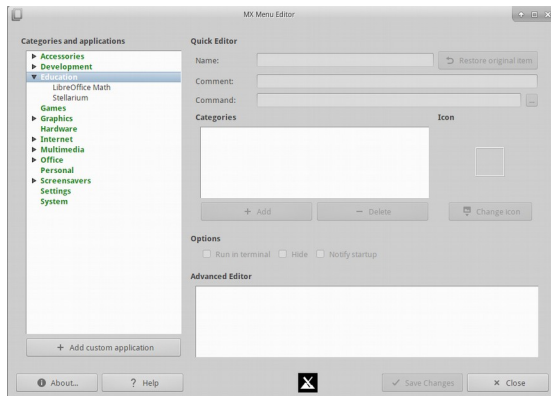 MX Menu Editor
Categories and applications
Accessories
Development
Education
LibreOffice Math
Stellarium
Games
Graphics
Hardware
Internet
Multimedia
Office
Personal
Screensavers
Settings
System
+ Add custom application
Quick Editor
Name:
Restore original item
Comment:
Command:
...
Categories
Icon
+ Add
− Delete
Change icon
Options
Run in terminal
Hide
Notify startup
Advanced Editor
About...
? Help
Save Changes
Close